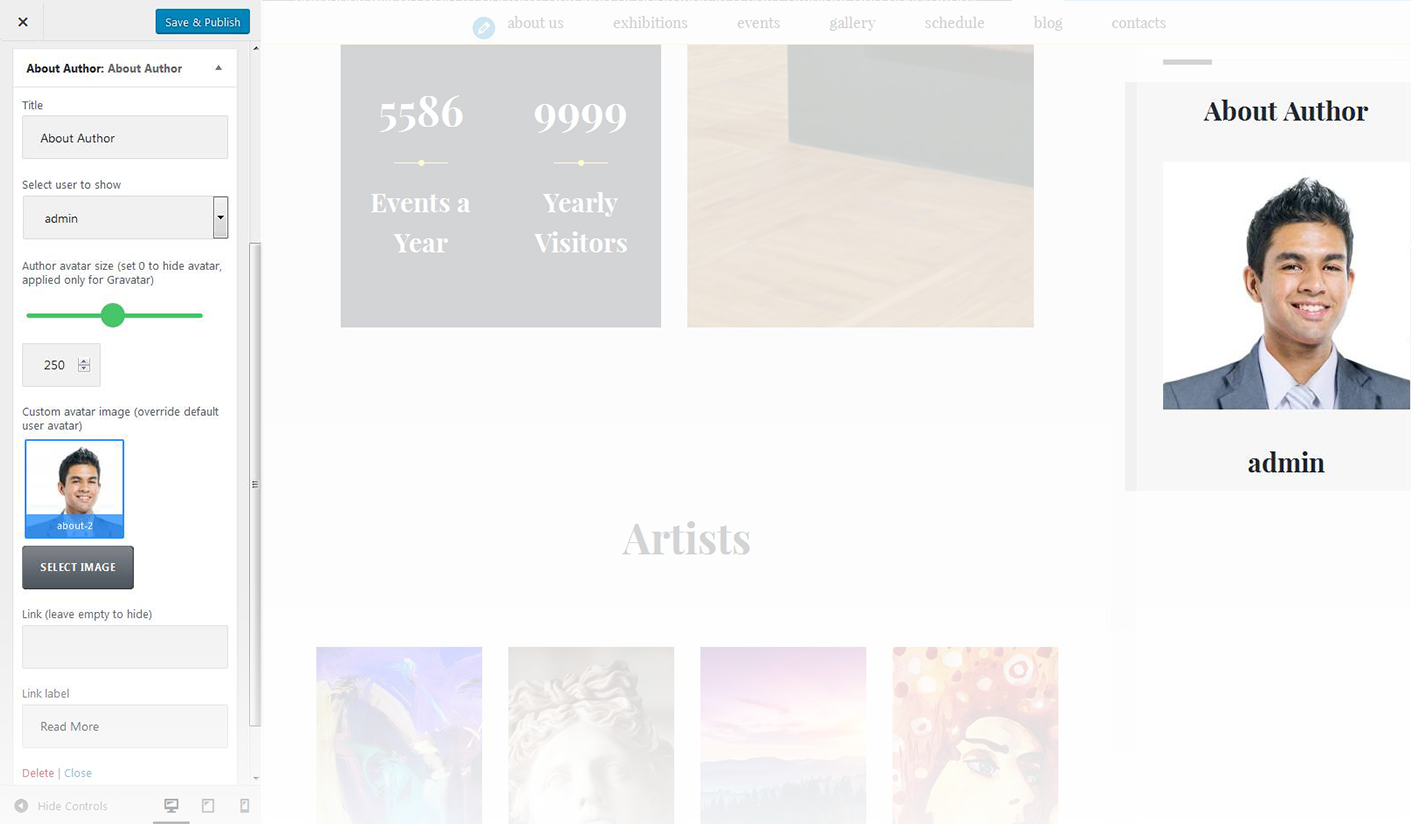 Save & Publish
About Author: About Author
Title
About Author
Select user to show
admin
Author avatar size (set 0 to hide avatar,
applied only for Gravatar)
250
Custom avatar image (override default
user avatar)
about-2
SELECT IMAGE
Link (leave empty to hide)
Link label
Read More
Delete | Close
Hide Controls
about us
exhibitions
events
gallery
schedule
blog
contacts
5586
Events a
Year
9999
Yearly
Visitors
Artists
About Author
admin